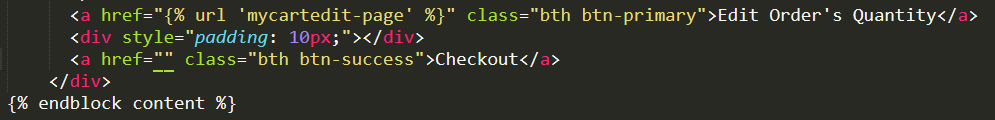 <a href="{% url 'mycartedit-page' %}" class="bth btn-primary">Edit Order's Quantity</a>
<div style="padding: 10px;"></div>
<a href="" class="bth btn-success">Checkout</a>
</div>
{% endblock content %}